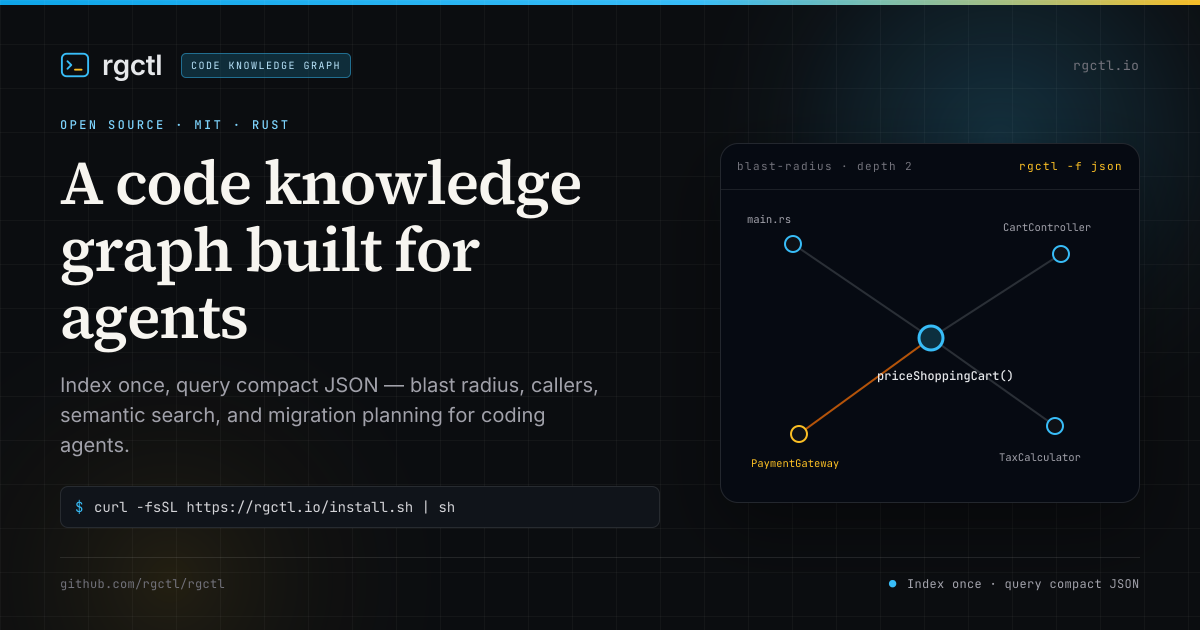 rgctl
CODE KNOWLEDGE GRAPH
rgctl.io
OPEN SOURCE · MIT · RUST
A code knowledge
graph built for
agents
Index once, query compact JSON — blast radius, callers,
semantic search, and migration planning for coding
agents.
$ curl -fsSL https://rgctl.io/install.sh | sh
blast-radius · depth 2
rgctl -f json
main.rs
CartController
priceShoppingCart()
PaymentGateway
TaxCalculator
github.com/rgctl/rgctl
Index once · query compact JSON